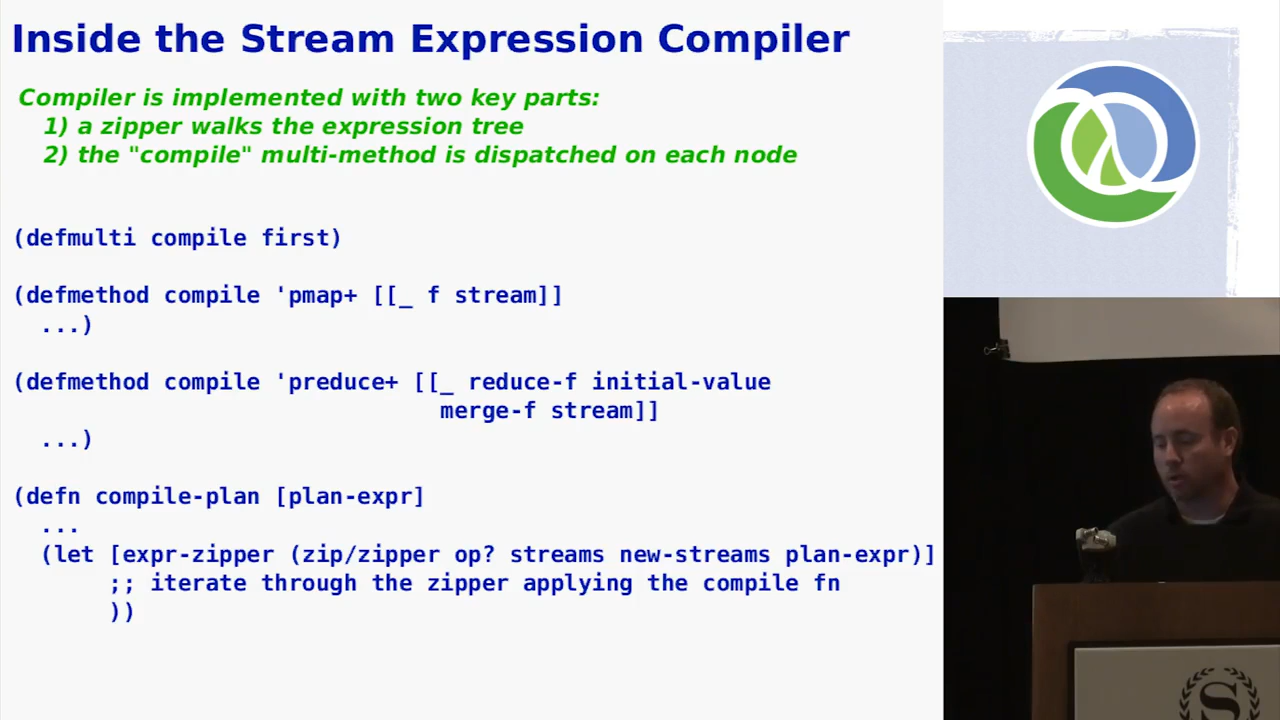 Inside the Stream Expression Compiler
Compiler is implemented with two key parts:
1) a zipper walks the expression tree
2) the "compile" multi-method is dispatched on each node
(defmulti compile first)
(defmethod compile 'pmap+ [[_ f stream]]
...)
(defmethod compile 'preduce+ [[_ reduce-f initial-value
merge-f stream]]
...)
(defn compile-plan [plan-expr]
...
(let [expr-zipper (zip/zipper op? streams new-streams plan-expr)]
;; iterate through the zipper applying the compile fn
))
S